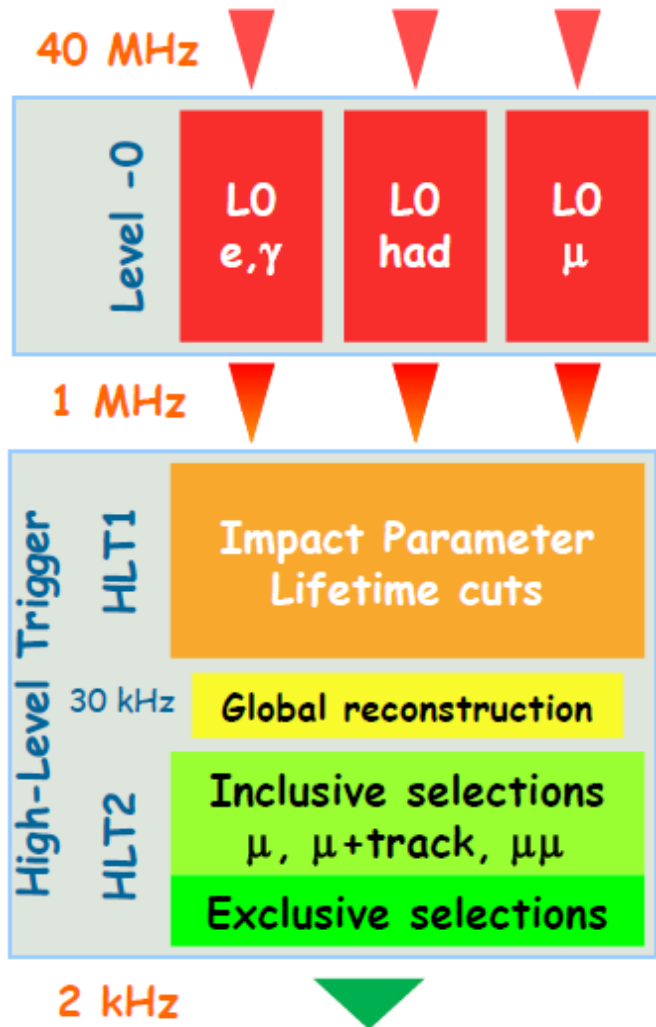 40 MHz
Level -0
L0
e,γ
L0
had
L0
μ
1 MHz
High-Level Trigger
HLT1
Impact Parameter
Lifetime cuts
30 kHz
Global reconstruction
HLT2
Inclusive selections
μ, μ+track, μμ
Exclusive selections
2 kHz